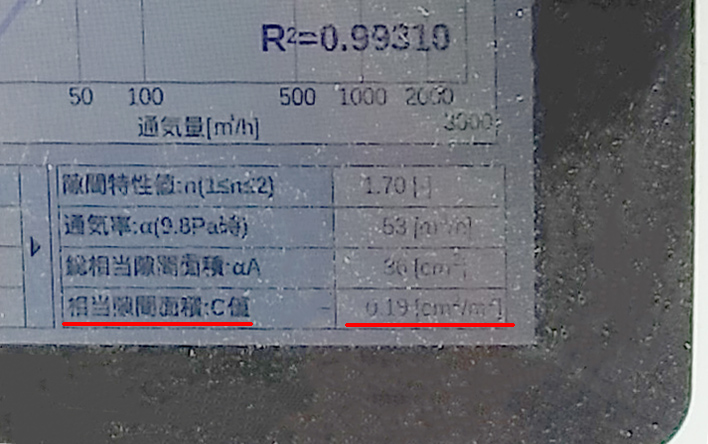 R²=0.99310
50 100 500 1000 2000
通気量[m³/h] 3000
隙間特性値:n(1≤n≤2) 1.70 [-]
通気率:α(9.8Pa時) 53 [m³/h]
総相当隙間面積:αA 36 [cm²]
相当隙間面積:C値 0.19 [cm²/m²]